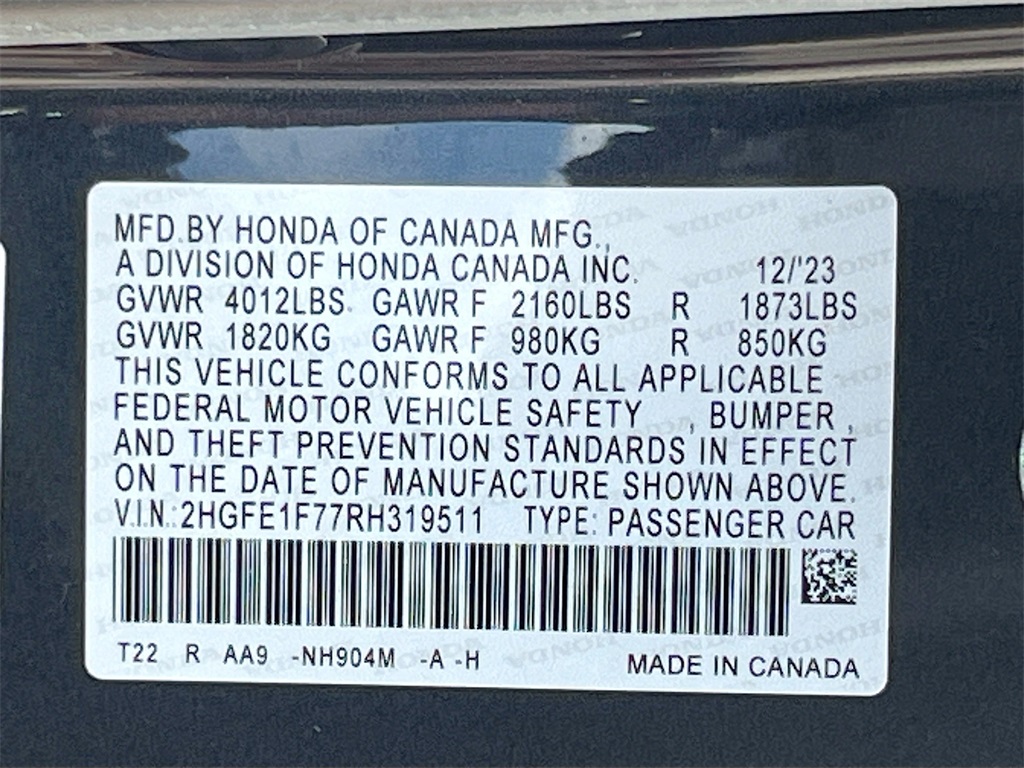 MFD.BY HONDA OF CANADA MFG.,
A DIVISION OF HONDA CANADA INC. 12/'23
GVWR 4012LBS. GAWR F 2160LBS R 1873LBS
GVWR 1820KG GAWR F 980KG R 850KG
THIS VEHICLE CONFORMS TO ALL APPLICABLE
FEDERAL MOTOR VEHICLE SAFETY , BUMPER ,
AND THEFT PREVENTION STANDARDS IN EFFECT
ON THE DATE OF MANUFACTURE SHOWN ABOVE.
V.I.N.:2HGFE1F77RH319511 TYPE: PASSENGER CAR
T22 R AA9 -NH904M -A -H MADE IN CANADA